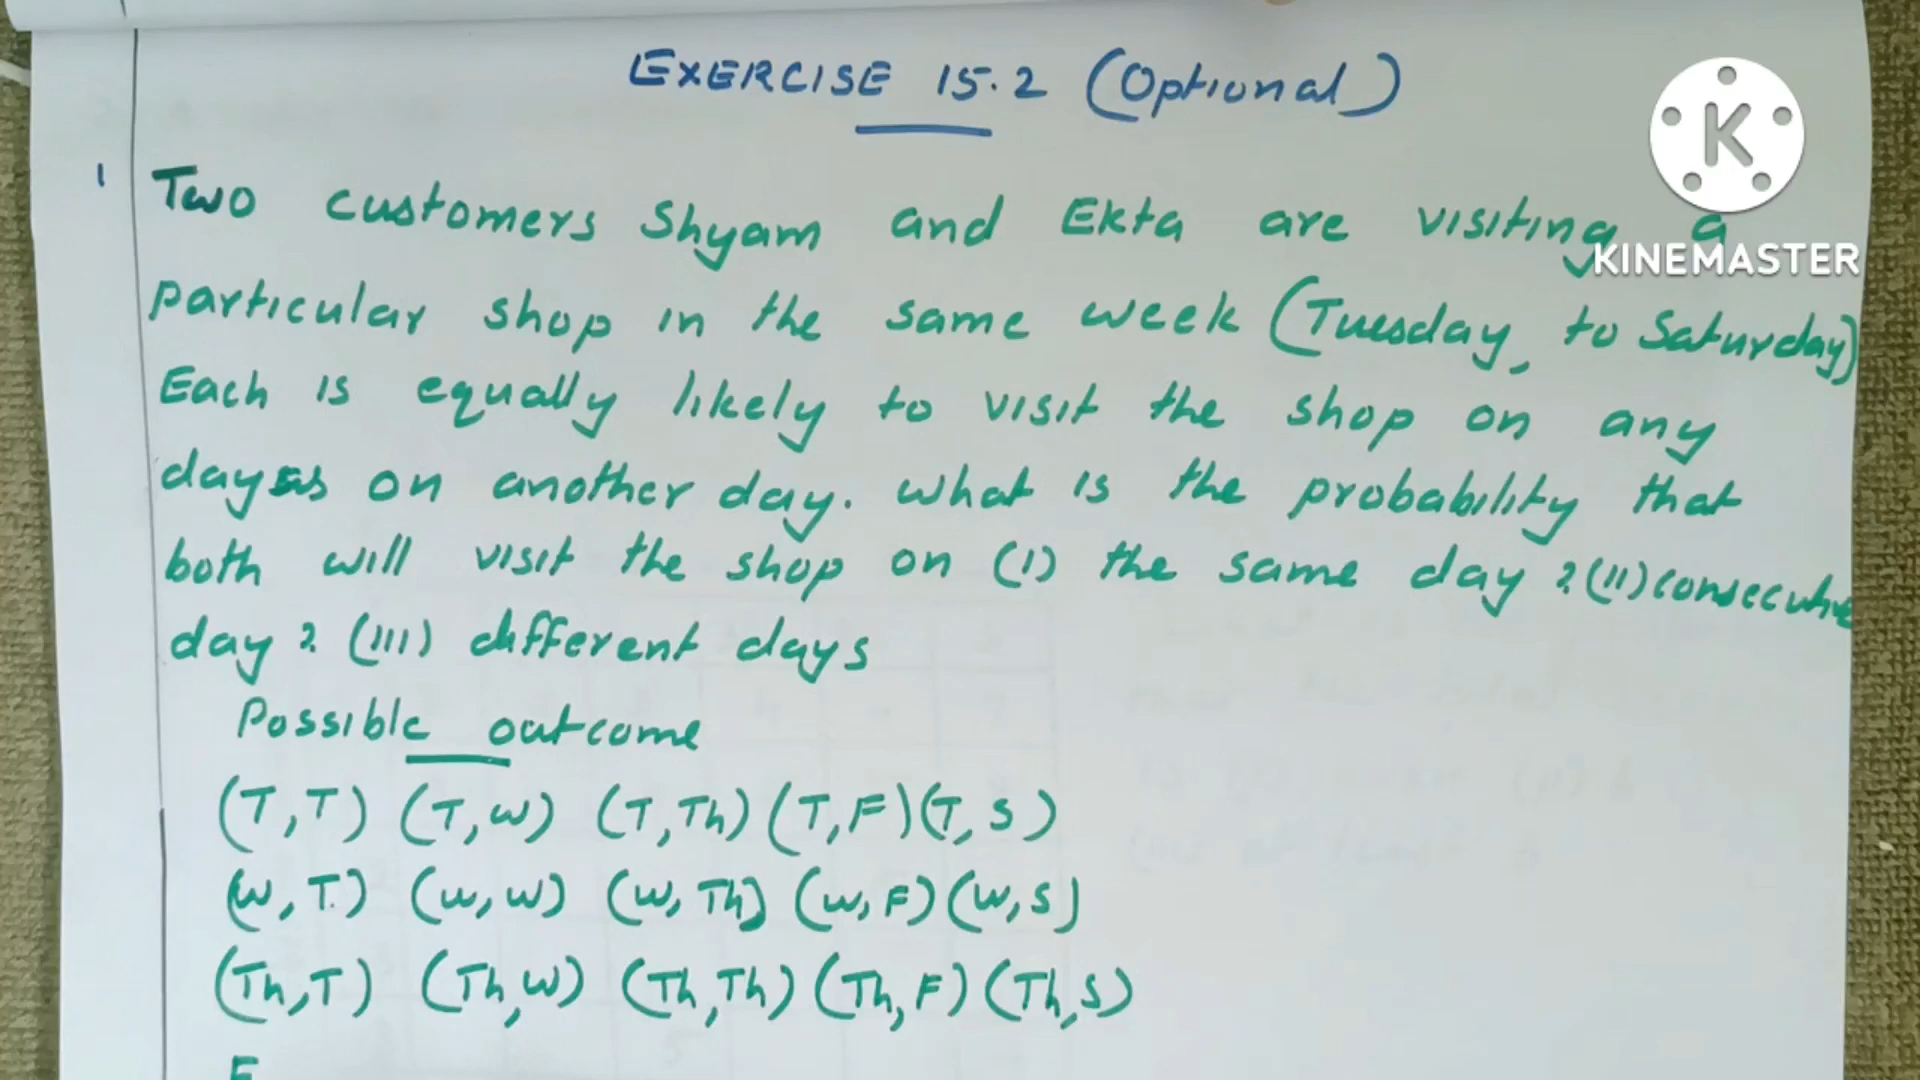 EXERCISE 15.2 (Optional)
1 Two customers Shyam and Ekta are visiting a
particular shop in the same week (Tuesday to Saturday)
Each is equally likely to visit the shop on any
day as on another day. What is the probability that
both will visit the shop on (I) the same day ? (II) consecutive
day ? (III) different days
Possible outcome
(T,T) (T,W) (T,Th) (T,F) (T,S)
(W,T) (W,W) (W,Th) (W,F) (W,S)
(Th,T) (Th,W) (Th,Th) (Th,F) (Th,S)
K
KINEMASTER